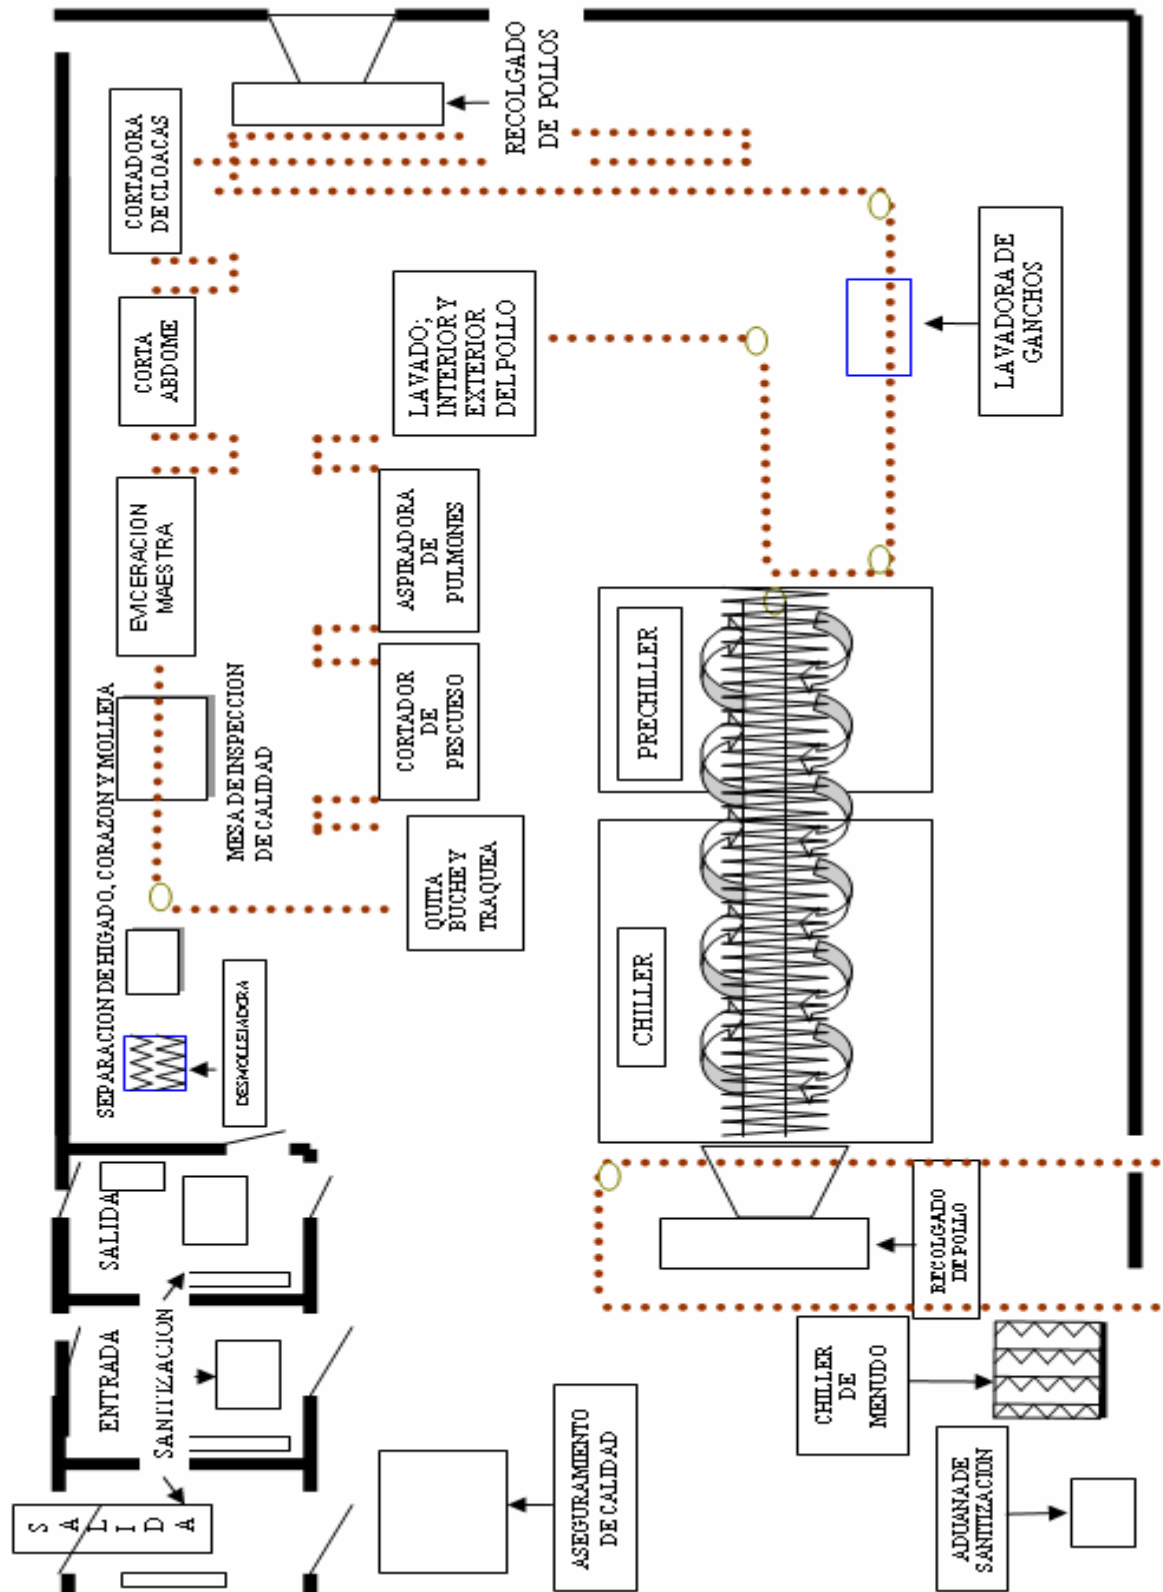 RECOLGADO
DE POLLOS
CORTADORA
DE CLOACAS
CORTA
ABDOME
EVICERACION
MAESTRA
LAVADO;
INTERIOR Y
EXTERIOR
DEL POLLO
LAVADORA DE
GANCHOS
ASPIRADORA
DE
PULMONES
CORTADOR
DE
PESCUESO
QUITA
BUCHE Y
TRAQUEA
MESA DE INSPECCION
DE CALIDAD
SEPARACION DE HIGADO, CORAZON Y MOLLEJA
DESMOLLEJADORA
PRECHILLER
CHILLER
RECOLGADO
DE POLLO
CHILLER
DE
MENUDO
ADUANA DE
SANITIZACION
ASEGURAMIENTO
DE CALIDAD
SALIDA
ENTRADA
SANITIZACION
SALIDA